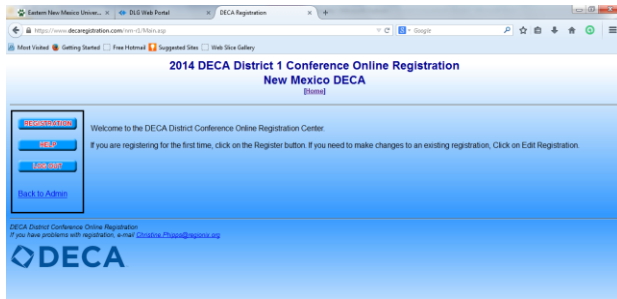 Eastern New Mexico Univer...
DLG Web Portal
DECA Registration
https://www.decaregistration.com/nm-d1/Main.asp
Google
Most Visited
Getting Started
Free Hotmail
Suggested Sites
Web Slice Gallery
2014 DECA District 1 Conference Online Registration
New Mexico DECA
[Home]
REGISTRATION
HELP
LOG OUT
Back to Admin
Welcome to the DECA District Conference Online Registration Center.
If you are registering for the first time, click on the Register button. If you need to make changes to an existing registration, Click on Edit Registration.
DECA District Conference Online Registration
If you have problems with registration, e-mail Christine.Phipps@regionix.org
DECA